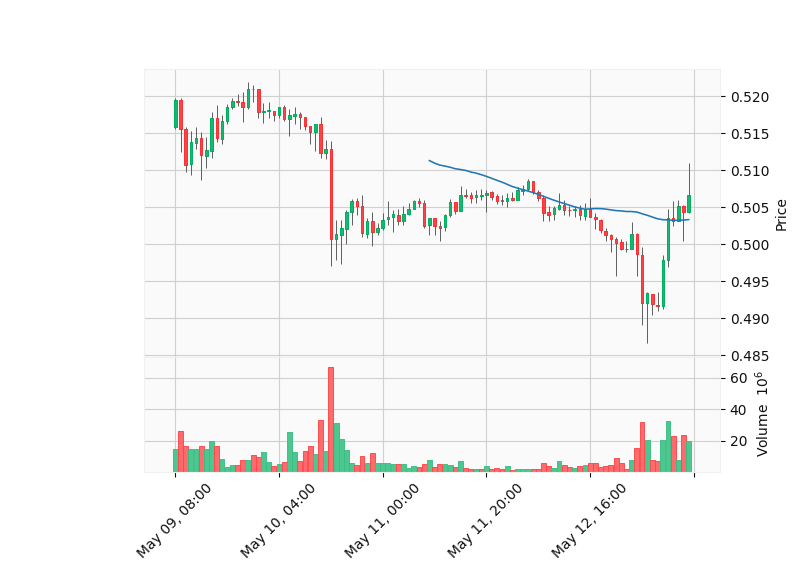 0.520
0.515
0.510
0.505
0.500
0.495
0.490
0.485
Price
60
40
20
Volume 10^6
May 09, 08:00
May 10, 04:00
May 11, 00:00
May 11, 20:00
May 12, 16:00